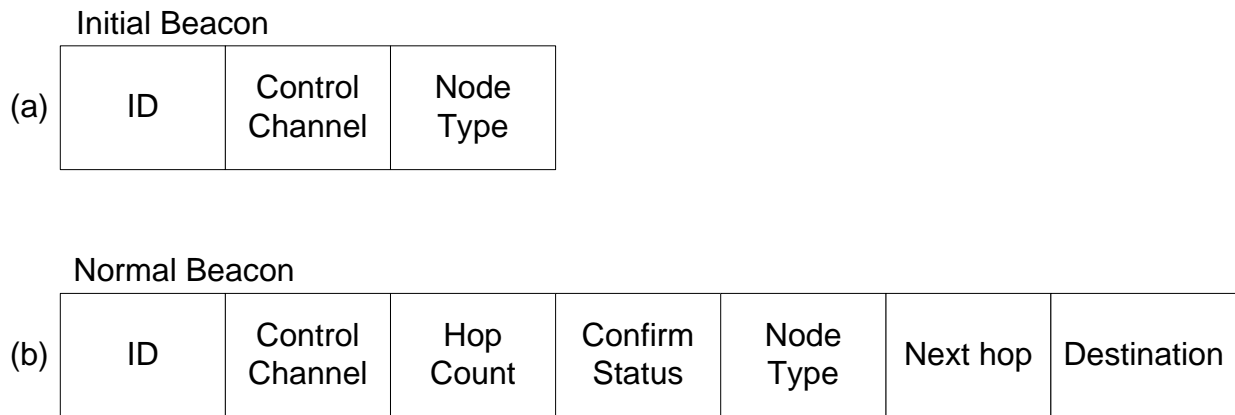 Initial Beacon
(a)
ID
Control
Channel
Node
Type
Normal Beacon
(b)
ID
Control
Channel
Hop
Count
Confirm
Status
Node
Type
Next hop
Destination